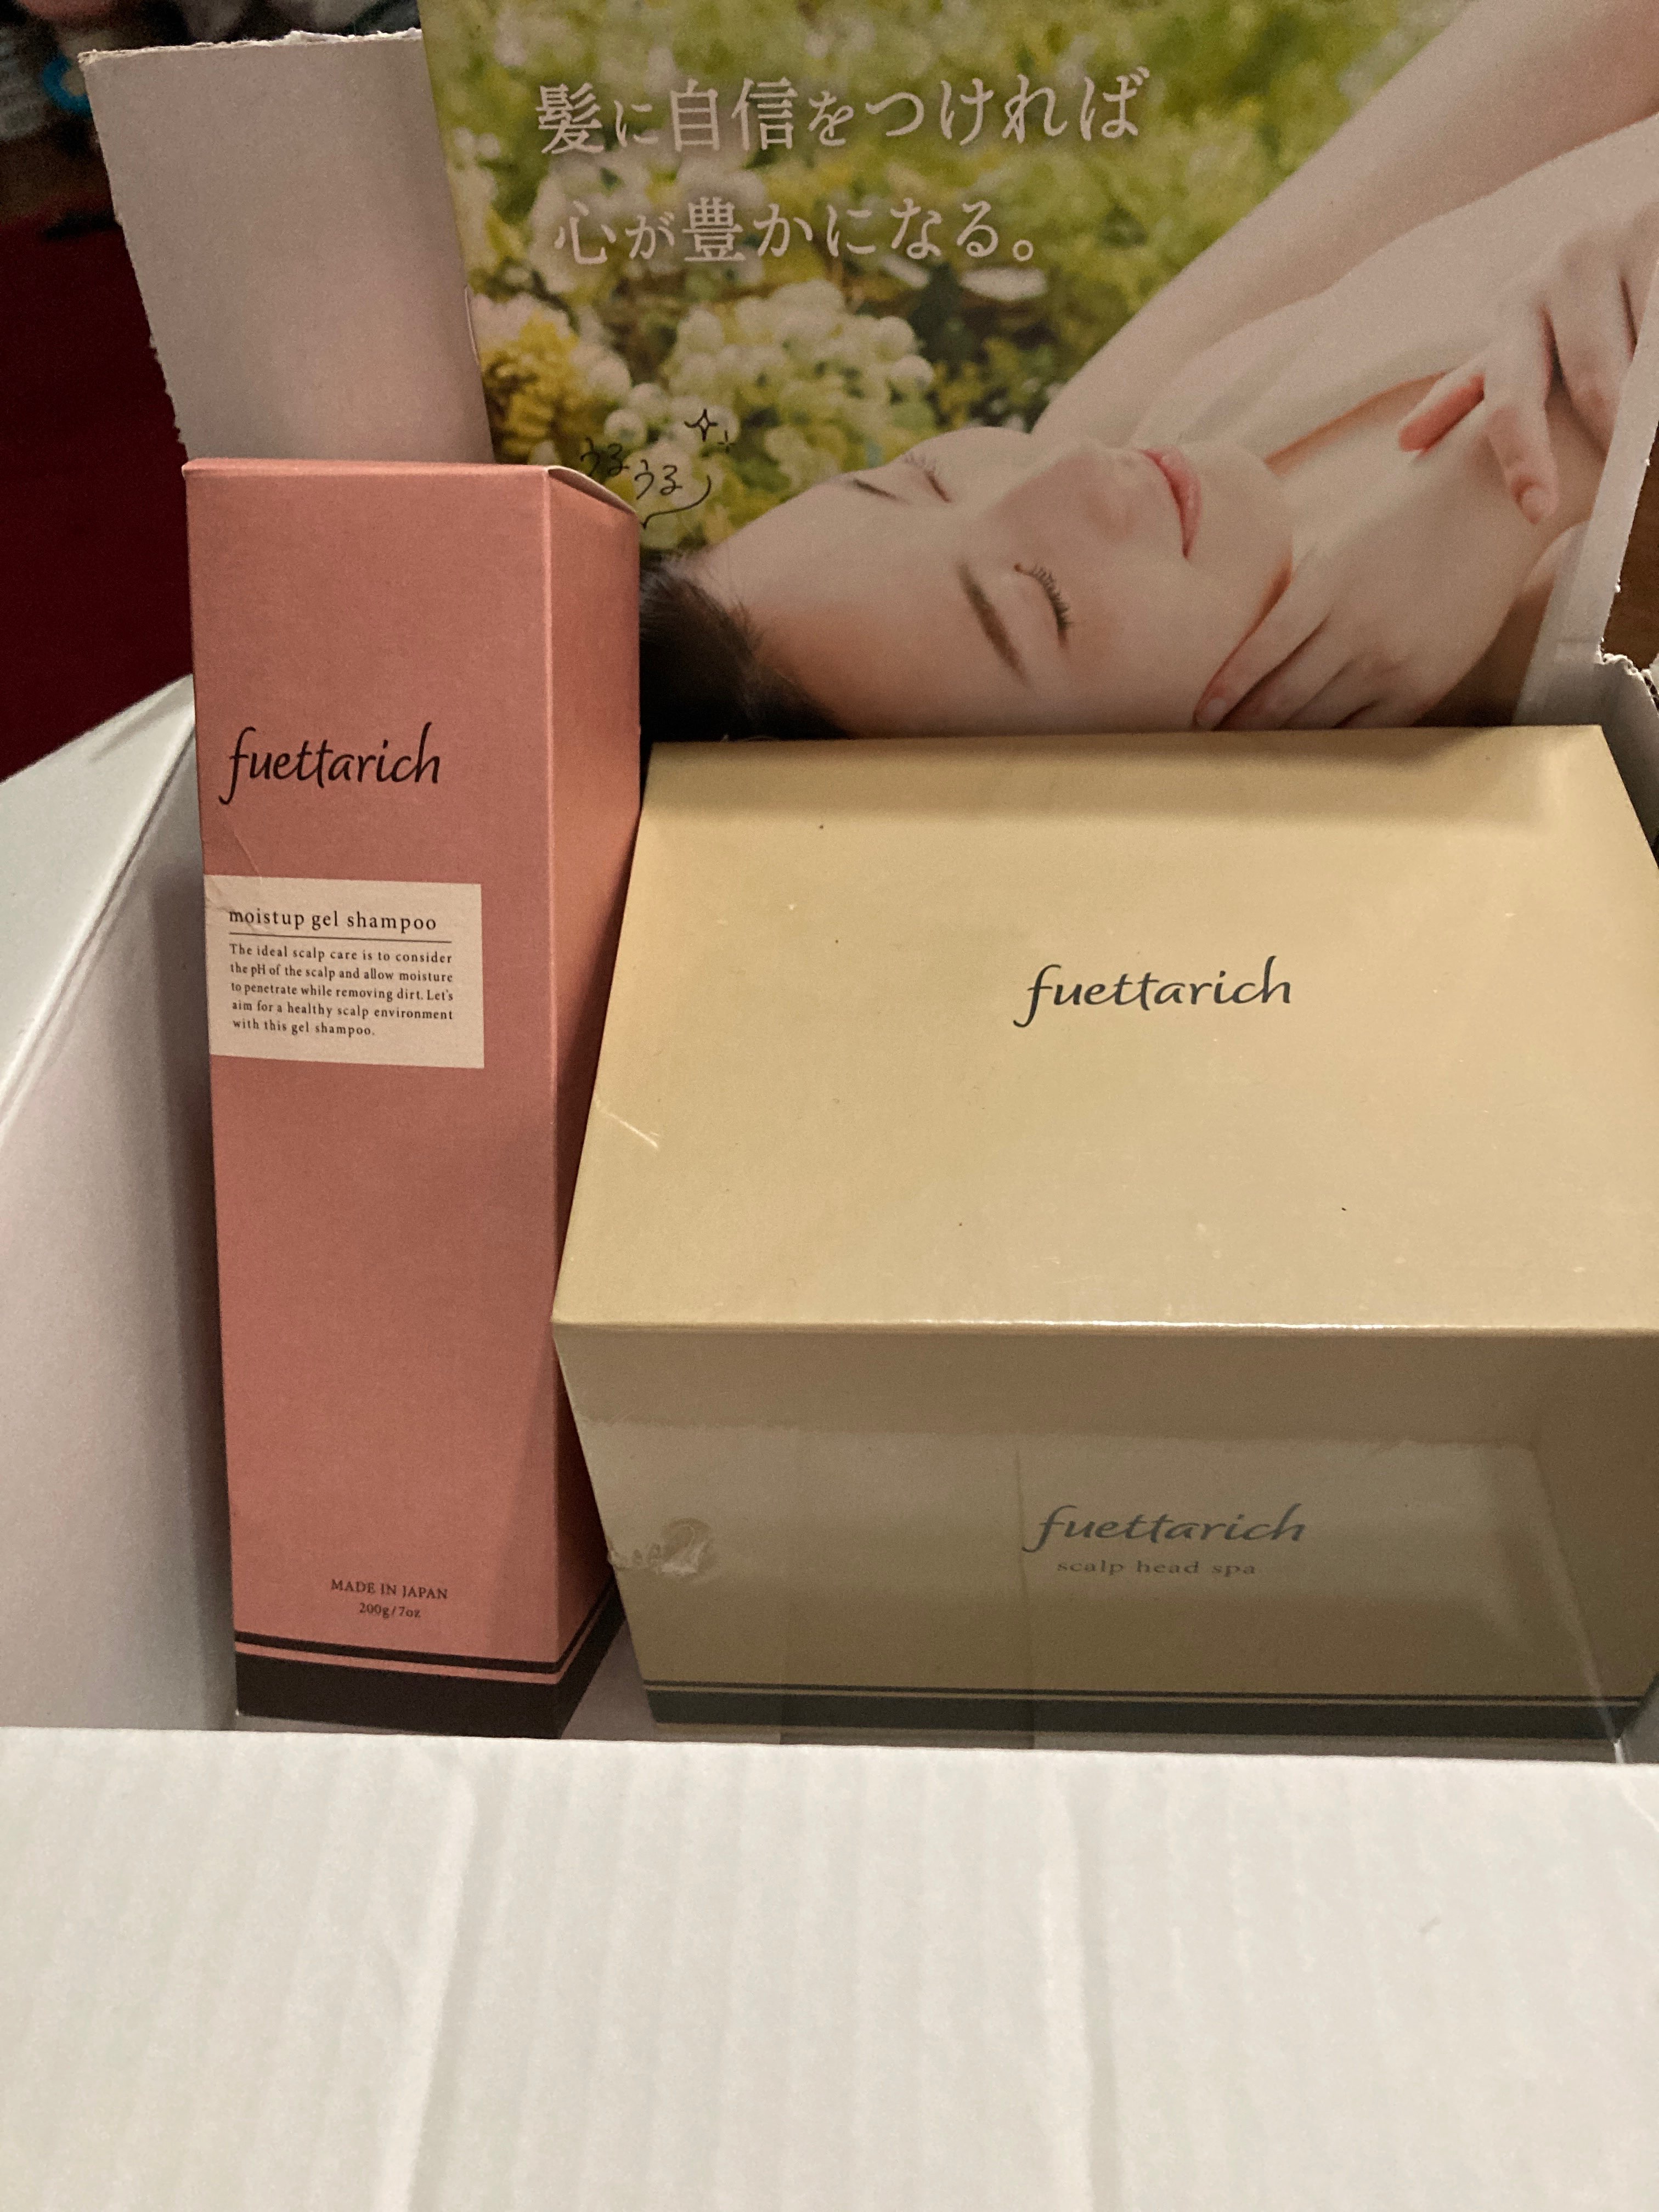 髪に自信をつければ
心が豊かになる。
うる
うる
fuettarich
moistup gel shampoo
The ideal scalp care is to consider
the pH of the scalp and allow moisture
to penetrate while removing dirt. Let's
aim for a healthy scalp environment
with this gel shampoo.
MADE IN JAPAN
200g/7oz
fuettarich
fuettarich
scalp head spa